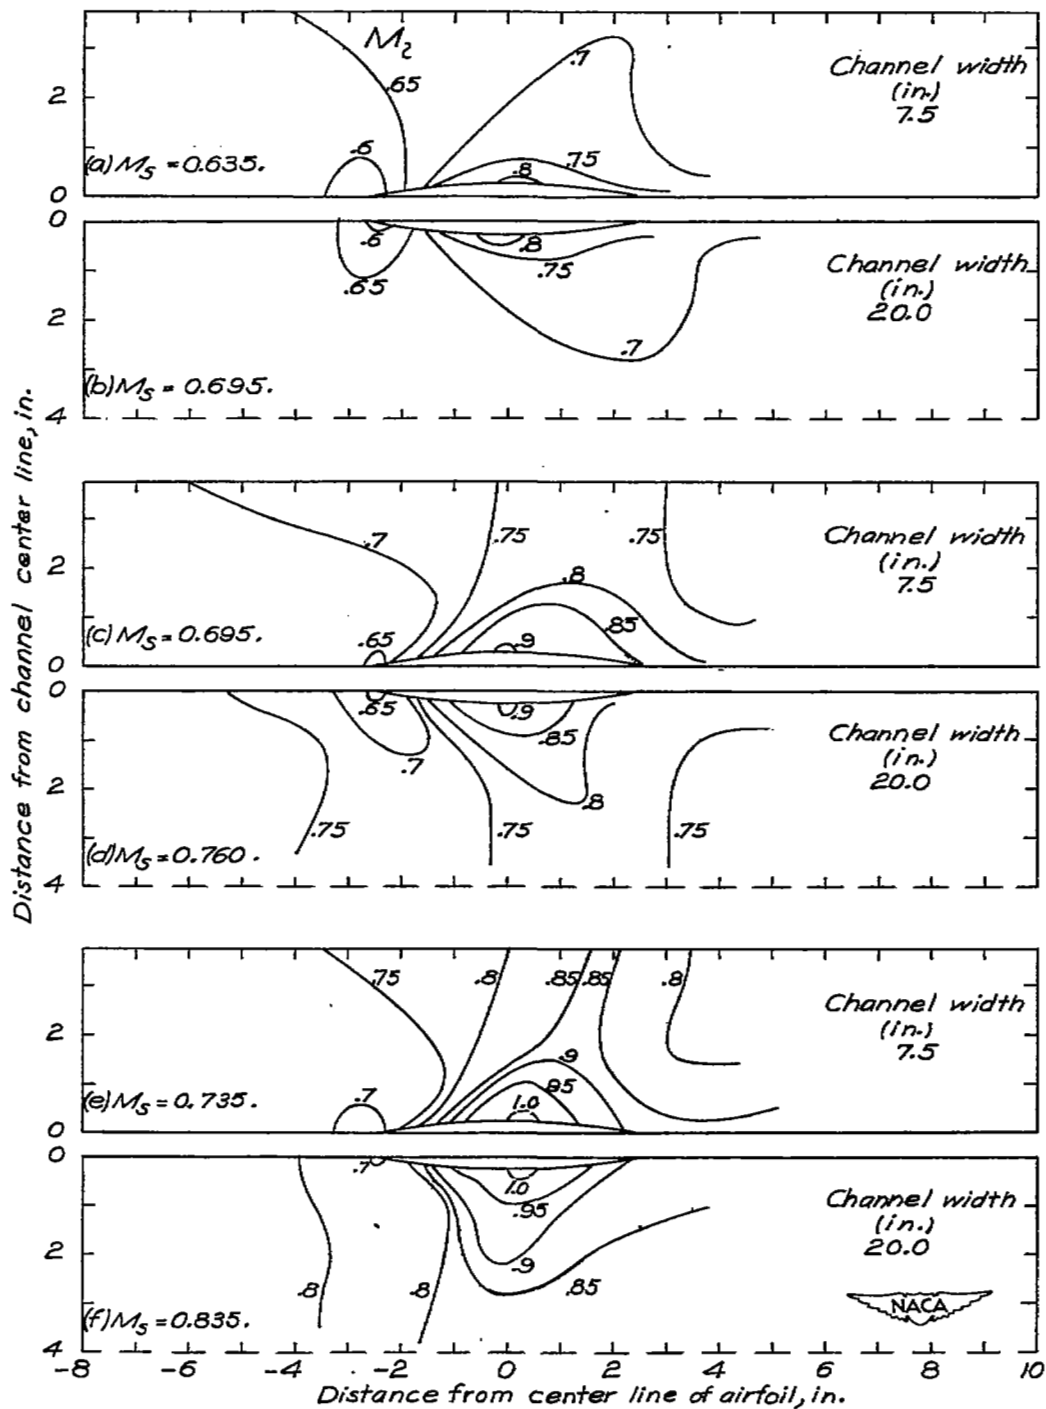 M₂
.65
.7
Channel width
(in.)
7.5
2
.6
.75
.8
(a) Mₛ = 0.635.
0
0
.6
.8
.75
.65
Channel width
(in.)
20.0
2
.7
(b) Mₛ = 0.695.
4
.7
.75
.75
Channel width
(in.)
7.5
2
.8
.65
.85
.9
(c) Mₛ = 0.695.
0
0
.65
.9
.85
.7
Channel width
(in.)
20.0
2
.8
.75
.75
.75
(d) Mₛ = 0.760.
4
.75
.8
.85
.85
.8
Channel width
(in.)
7.5
2
.9
.7
.85
1.0
(e) Mₛ = 0.735.
0
0
.7
1.0
.95
Channel width
(in.)
20.0
2
.9
.8
.8
.85
NACA
(f) Mₛ = 0.835.
4
-8 -6 -4 -2 0 2 4 6 8 10
Distance from center line of airfoil, in.
Distance from channel center line, in.